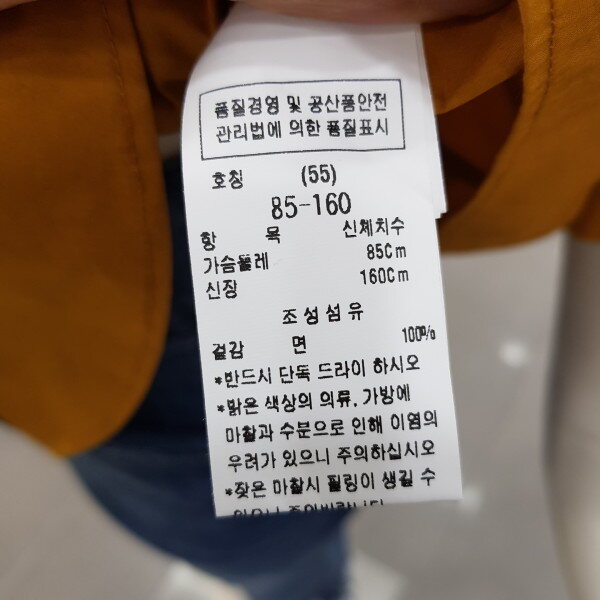 품질경영 및 공산품안전
관리법에 의한 품질표시
호칭 (55)
85-160
항 목 신체치수
가슴둘레 85Cm
신장 160Cm
조성섬유
겉감 면 100%
*반드시 단독 드라이 하시오
*밝은 색상의 의류, 가방에
마찰과 수분으로 인해 이염의
우려가 있으니 주의하십시오
*잦은 마찰시 필링이 생길 수